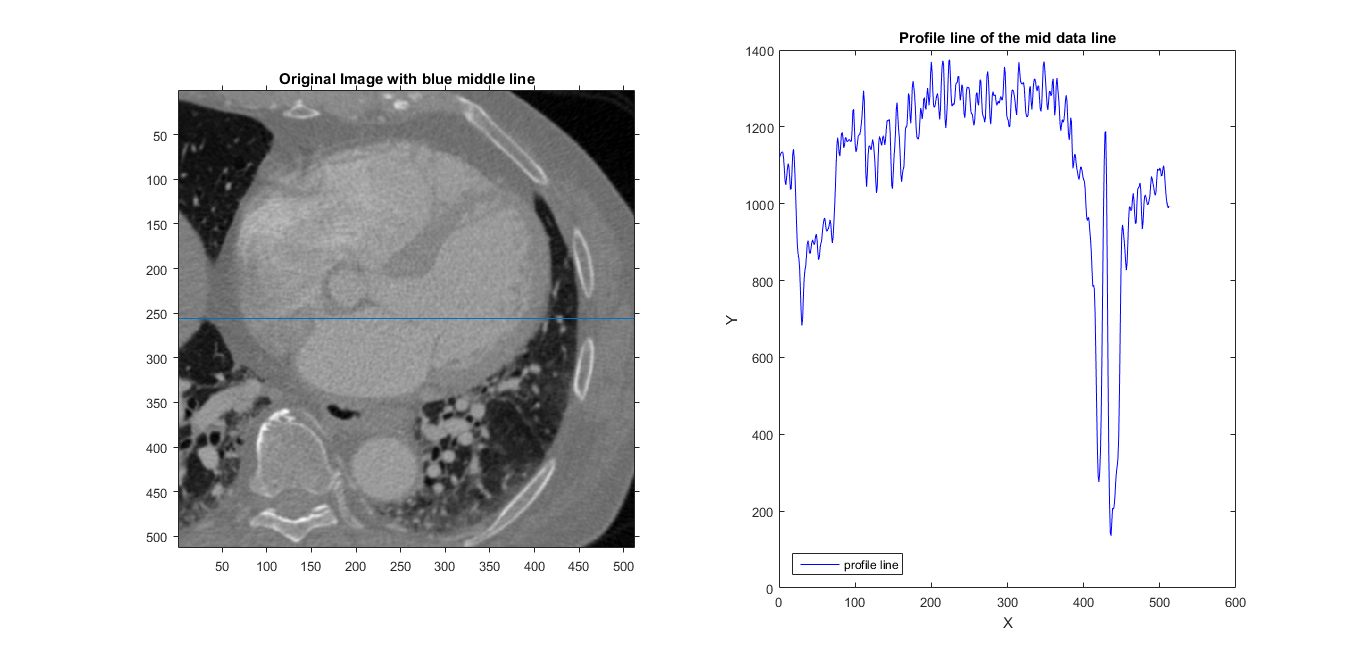 Original Image with blue middle line
50
100
150
200
250
300
350
400
450
500
50 100 150 200 250 300 350 400 450 500
Profile line of the mid data line
1400
1200
1000
800
600
400
200
0
Y
profile line
0 100 200 300 400 500 600
X